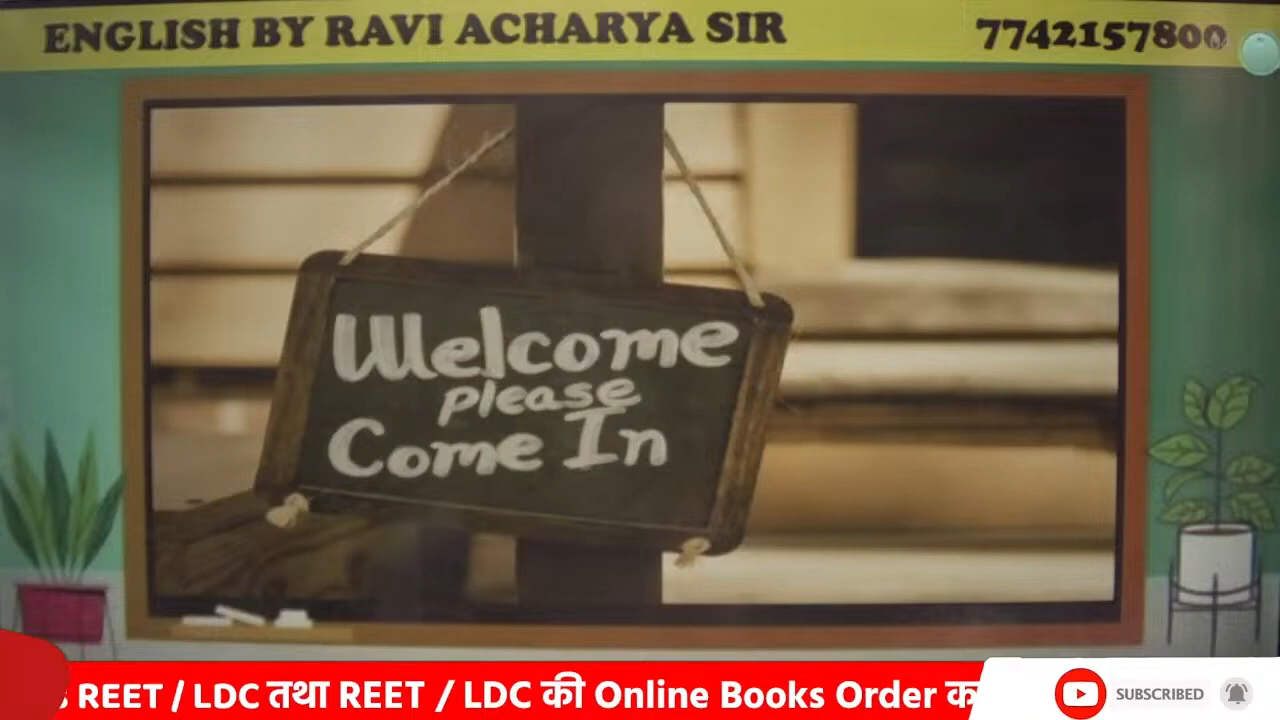 ENGLISH BY RAVI ACHARYA SIR
7742157800
Welcome
please
Come In
REET / LDC तथा REET / LDC की Online Books Order
SUBSCRIBED